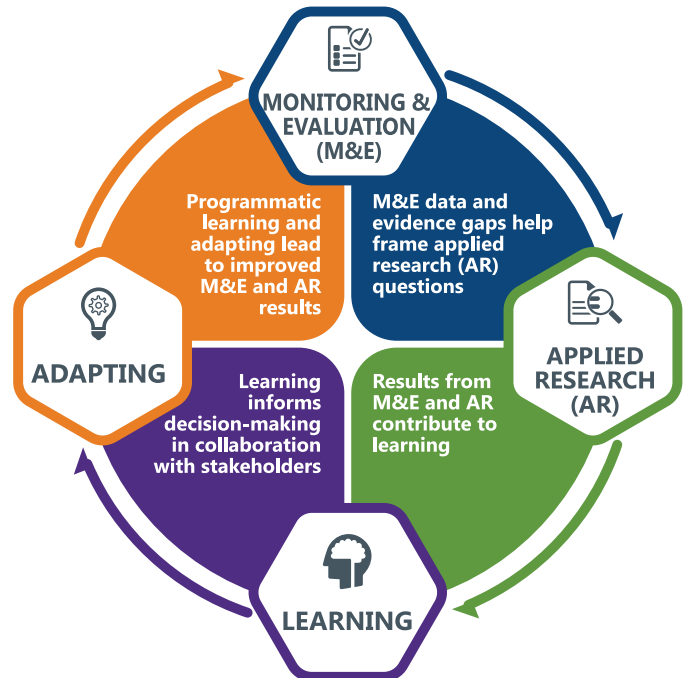 MONITORING &
EVALUATION
(M&E)
Programmatic
learning and
adapting lead
to improved
M&E and AR
results
M&E data and
evidence gaps help
frame applied
research (AR)
questions
ADAPTING
APPLIED
RESEARCH
(AR)
Learning
informs
decision-making
in collaboration
with stakeholders
Results from
M&E and AR
contribute to
learning
LEARNING